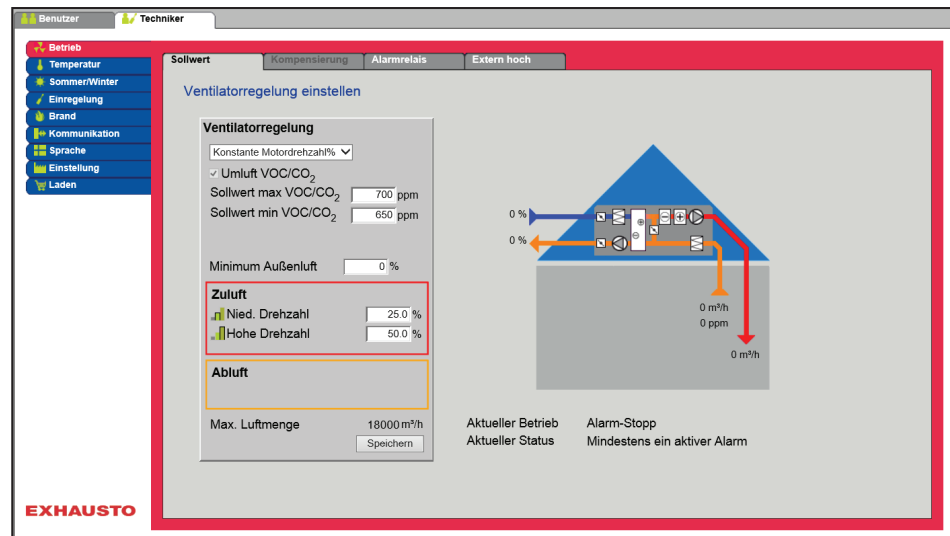 Benutzer Techniker
Betrieb
Temperatur
Sommer/Winter
Einregelung
Brand
Kommunikation
Sprache
Einstellung
Laden
Sollwert Kompensierung Alarmrelais Extern hoch
Ventilatorregelung einstellen
Ventilatorregelung
Konstante Motordrehzahl%
Umluft VOC/CO2
Sollwert max VOC/CO2 700 ppm
Sollwert min VOC/CO2 650 ppm
Minimum Außenluft 0 %
Zuluft
Nied. Drehzahl 25.0 %
Hohe Drehzahl 50.0 %
Abluft
Max. Luftmenge 18000 m³/h
Speichern
0 %
0 %
0 m³/h
0 ppm
0 m³/h
Aktueller Betrieb Alarm-Stopp
Aktueller Status Mindestens ein aktiver Alarm
EXHAUSTO